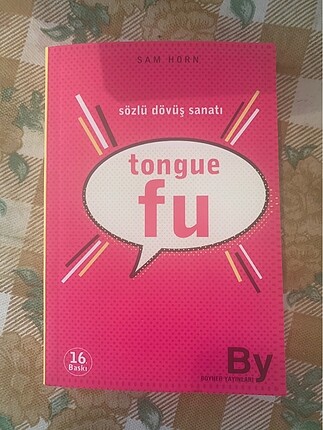 SAM HORN
sözlü dövüş sanatı
tongue
fu
16.
Baskı
By
BOYNER YAYINLARI